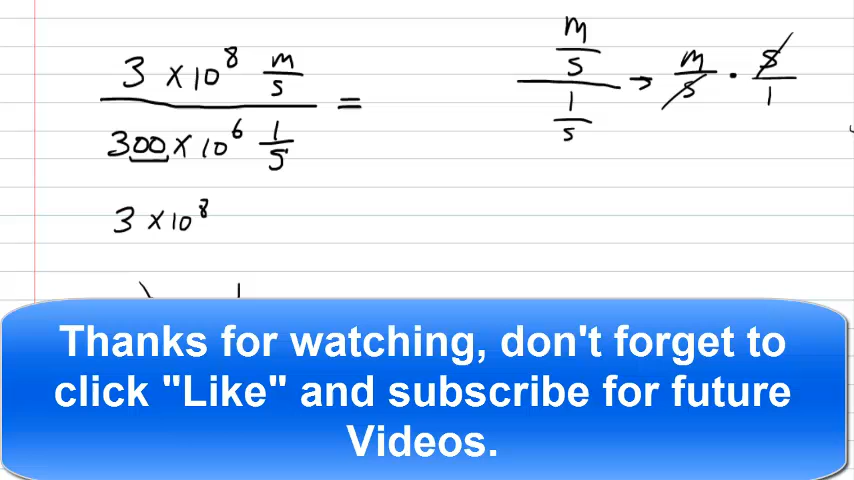 3 × 10⁸ m/s
300 × 10⁶ 1/s
=
m/s
1/s
→ m/s · s/1
3 × 10⁸
Thanks for watching, don't forget to
click "Like" and subscribe for future
Videos.